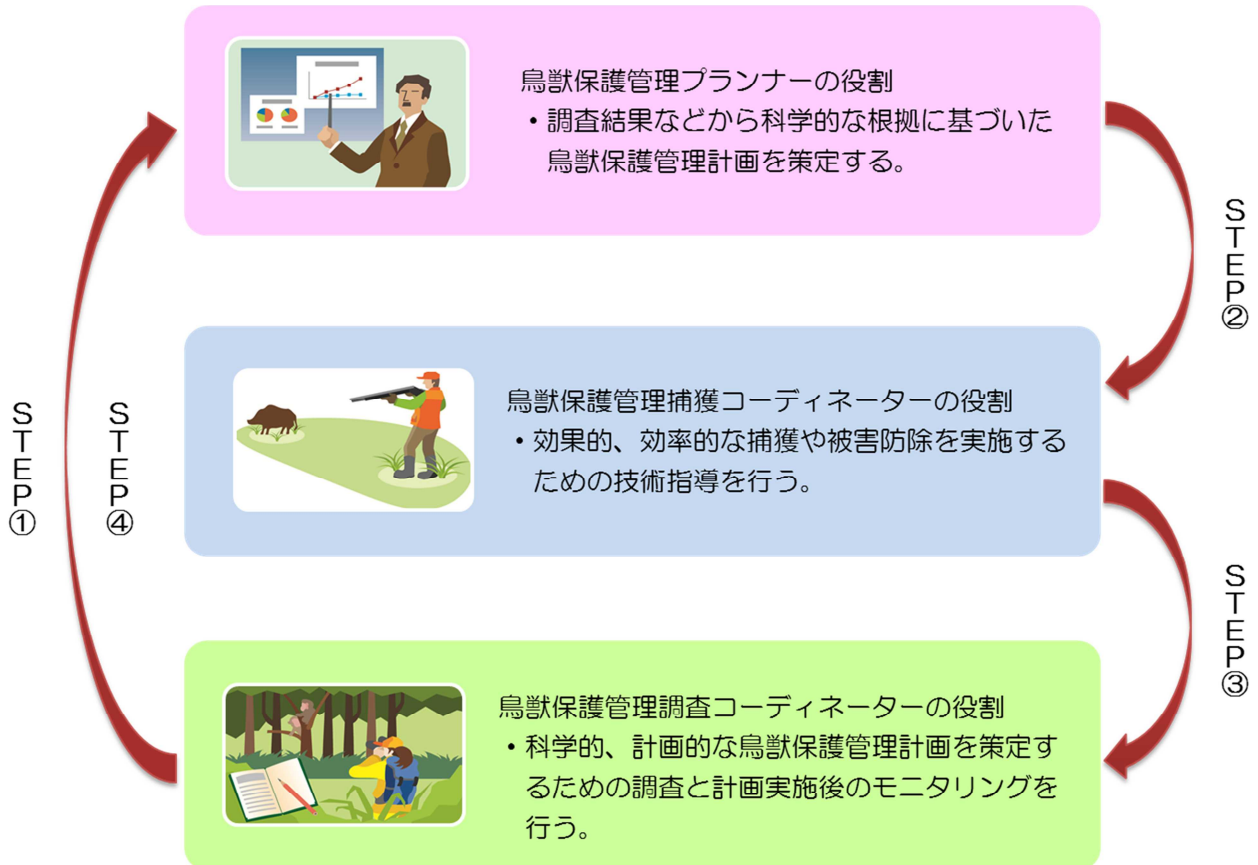 鳥獣保護管理プランナーの役割
・調査結果などから科学的な根拠に基づいた
鳥獣保護管理計画を策定する。
STEP②
鳥獣保護管理捕獲コーディネーターの役割
・効果的、効率的な捕獲や被害防除を実施する
ための技術指導を行う。
STEP①
STEP④
STEP③
鳥獣保護管理調査コーディネーターの役割
・科学的、計画的な鳥獣保護管理計画を策定す
るための調査と計画実施後のモニタリングを
行う。